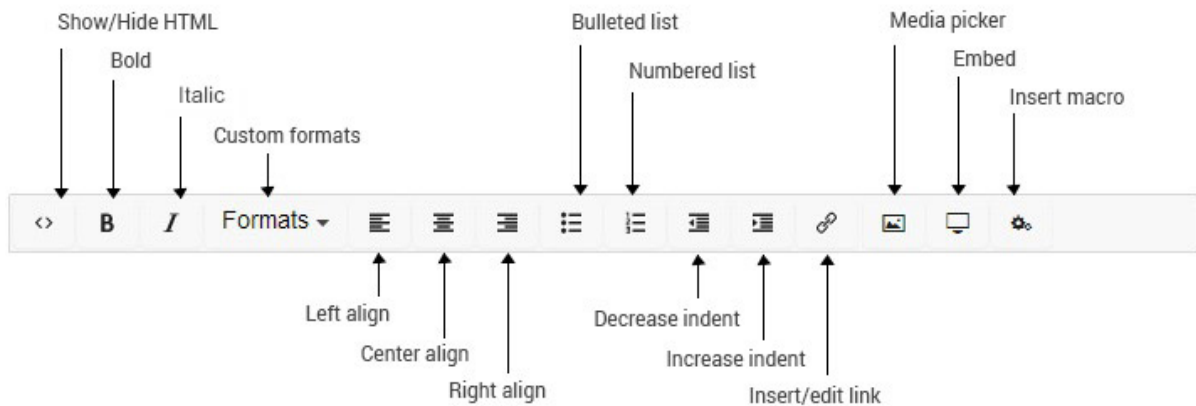 Show/Hide HTML
Bulleted list
Media picker
Bold
Embed
Numbered list
Italic
Insert macro
Custom formats
<> B I Formats
Left align
Decrease indent
Center align
Increase indent
Right align
Insert/edit link